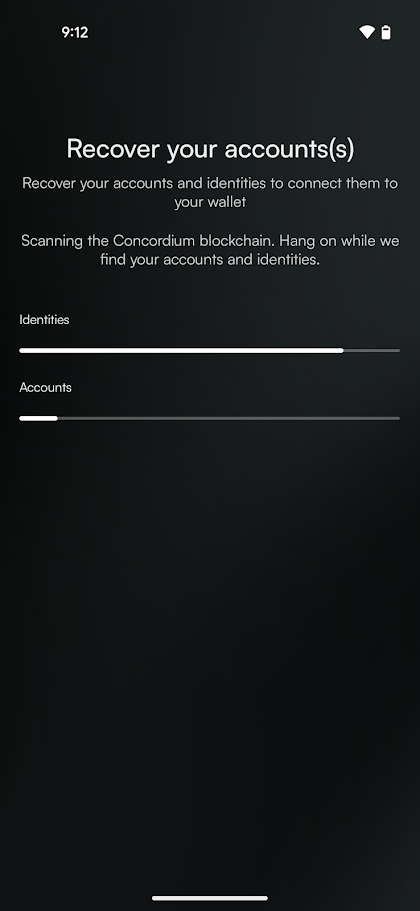 9:12
Recover your accounts(s)
Recover your accounts and identities to connect them to
your wallet
Scanning the Concordium blockchain. Hang on while we
find your accounts and identities.
Identities
Accounts